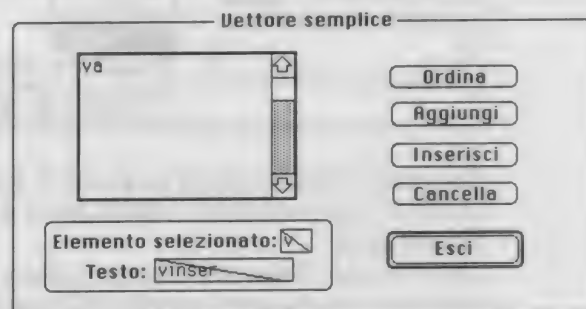 Vettore semplice
va
Ordina
Aggiungi
Inserisci
Cancella
Elemento selezionato: v
Testo: vinser
Esci